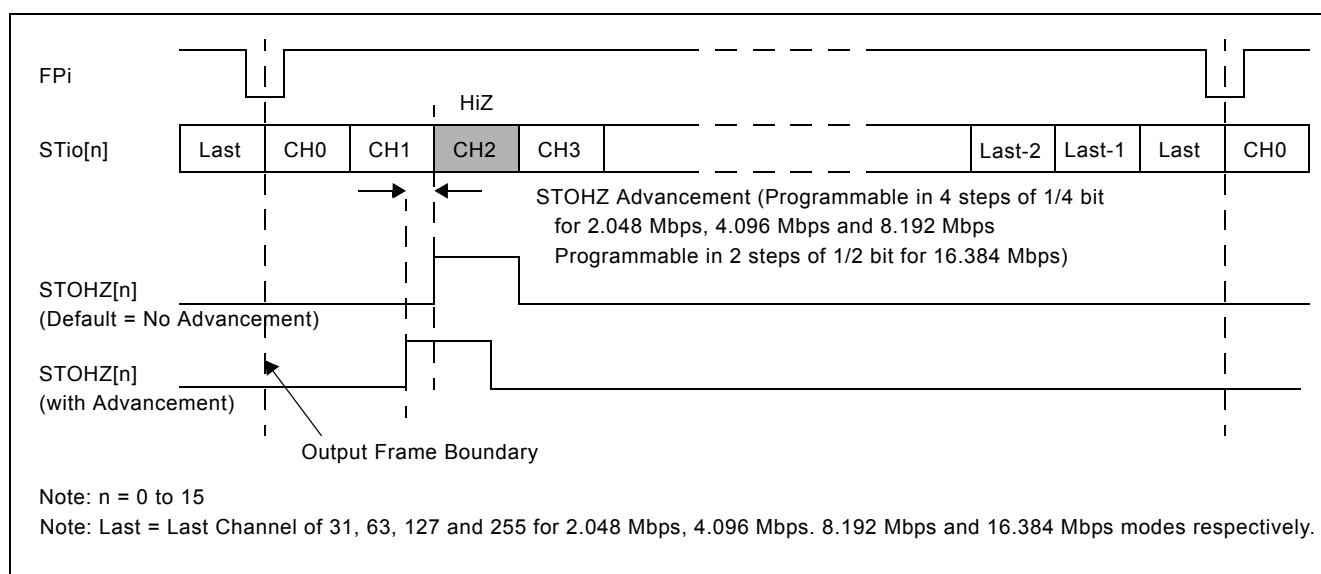 FPi
HiZ
STio[n]
Last CH0 CH1 CH2 CH3 Last-2 Last-1 Last CH0
STOHZ Advancement (Programmable in 4 steps of 1/4 bit
for 2.048 Mbps, 4.096 Mbps and 8.192 Mbps
Programmable in 2 steps of 1/2 bit for 16.384 Mbps)
STOHZ[n]
(Default = No Advancement)
STOHZ[n]
(with Advancement)
Output Frame Boundary
Note: n = 0 to 15
Note: Last = Last Channel of 31, 63, 127 and 255 for 2.048 Mbps, 4.096 Mbps. 8.192 Mbps and 16.384 Mbps modes respectively.